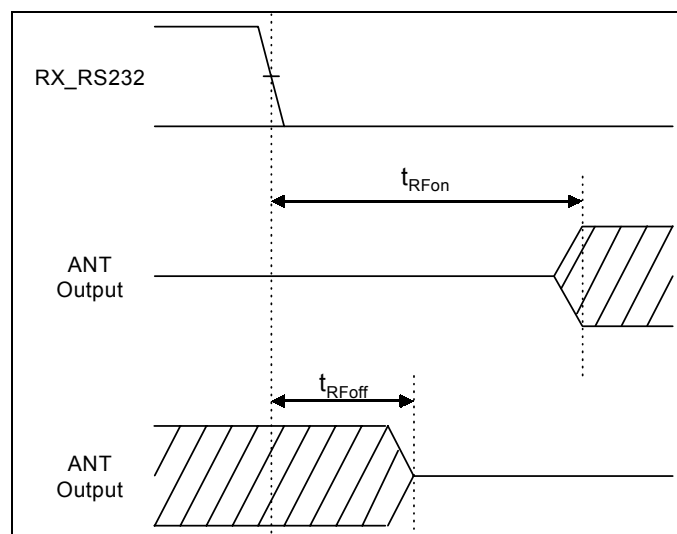 RX_RS232
tRFon
ANT
Output
tRFoff
ANT
Output